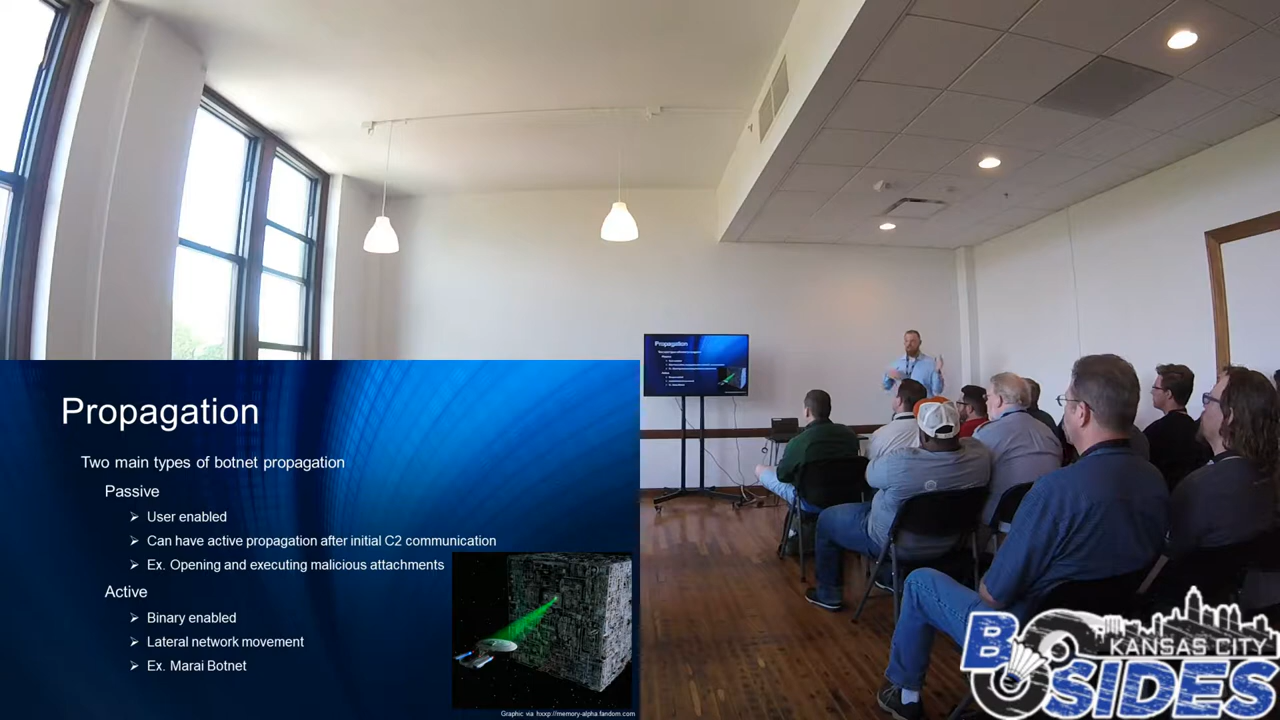 Propagation
Two main types of botnet propagation
Passive
➢ User enabled
➢ Can have active propagation after initial C2 communication
➢ Ex. Opening and executing malicious attachments
Active
➢ Binary enabled
➢ Lateral network movement
➢ Ex. Marai Botnet
Graphic via hxxp://memory-alpha.fandom.com
Propagation
KANSAS CITY
BSIDES